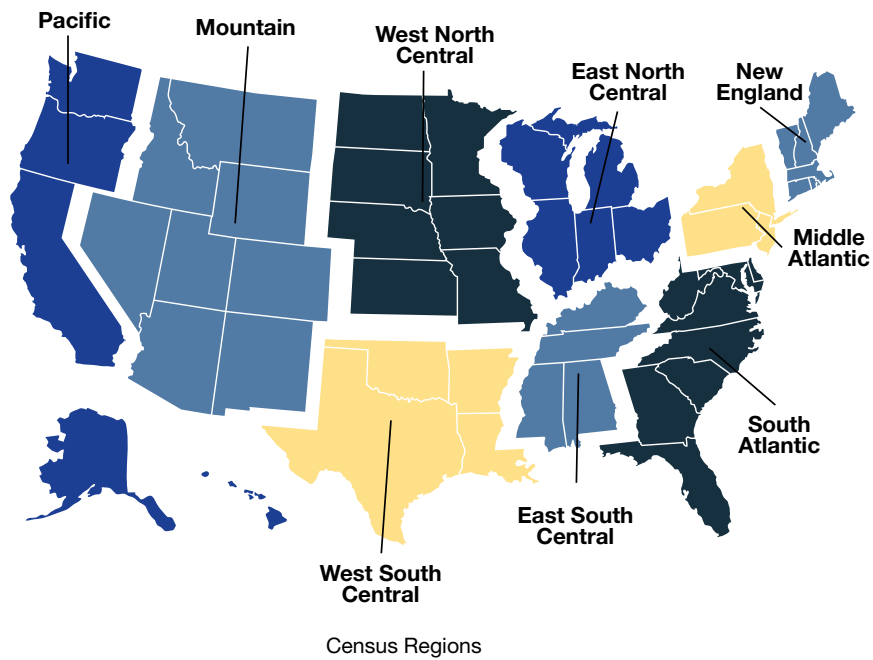 Pacific
Mountain
West North
Central
East North
Central
New
England
Middle
Atlantic
South
Atlantic
East South
Central
West South
Central
Census Regions